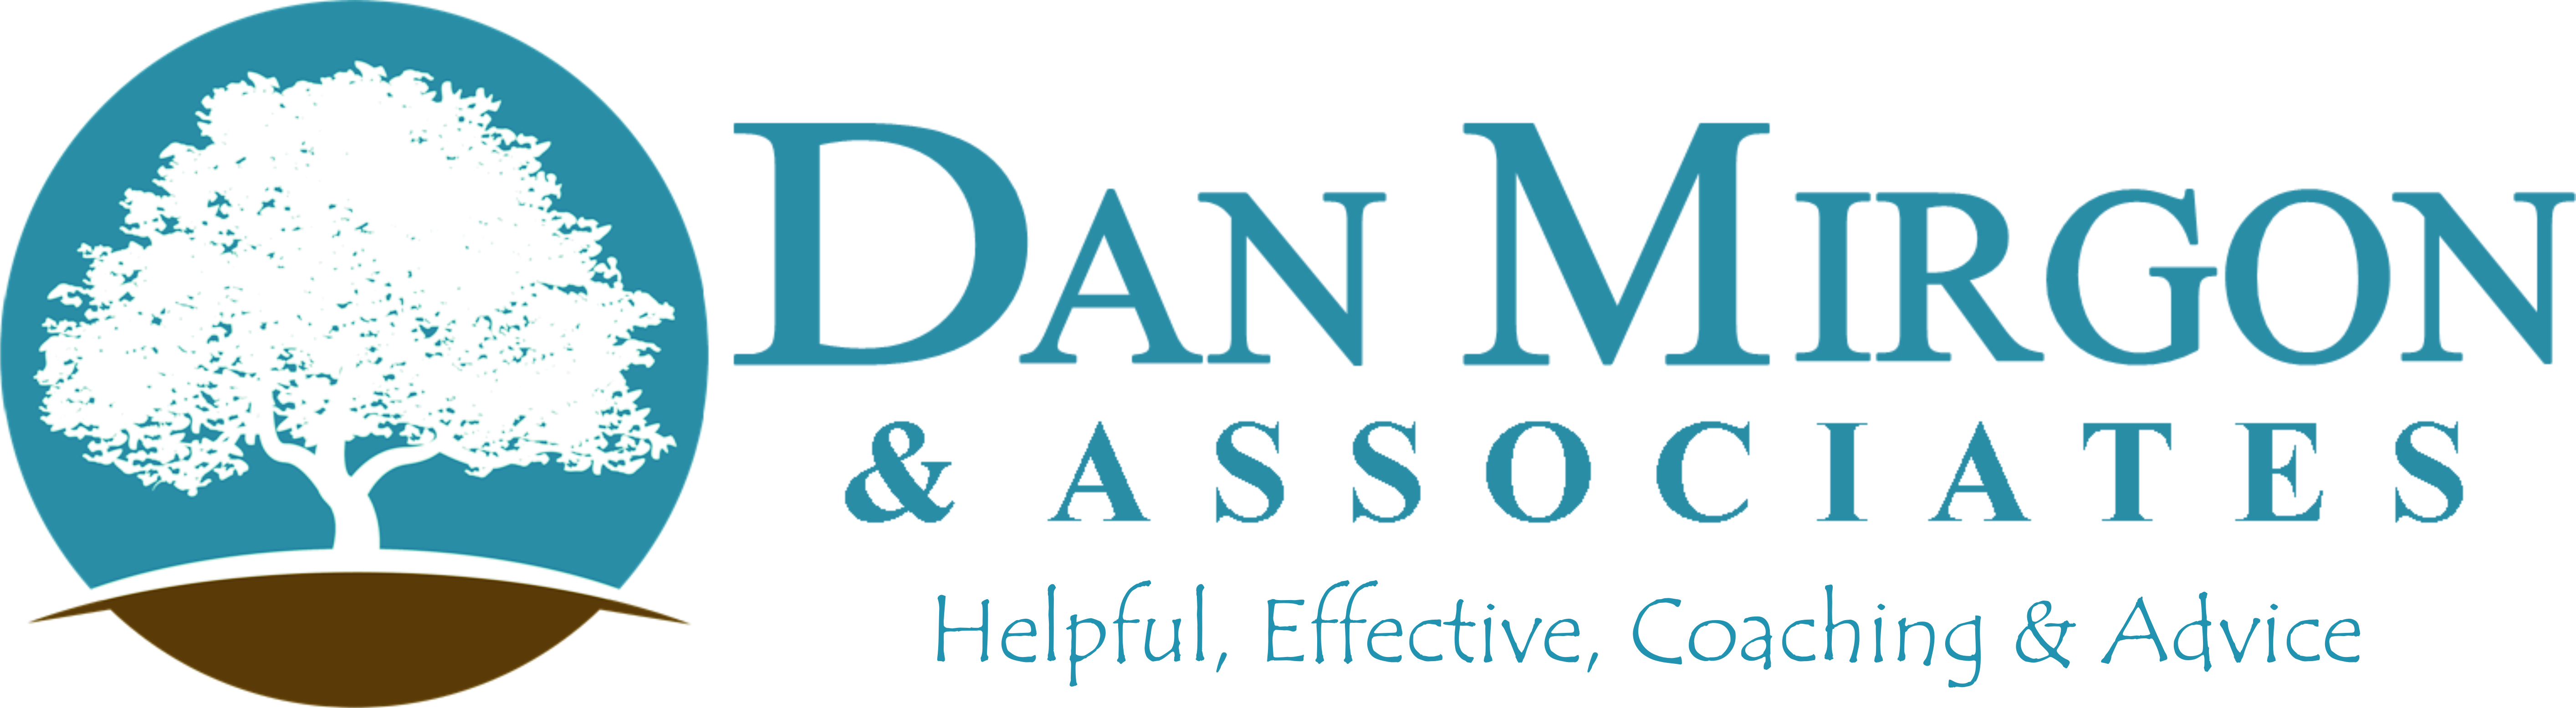 DAN MIRGON
& ASSOCIATES
Helpful, Effective, Coaching & Advice